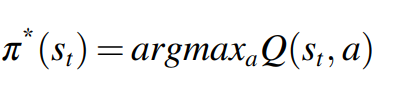 π*(sₜ) = argmaxₐQ(sₜ, a)